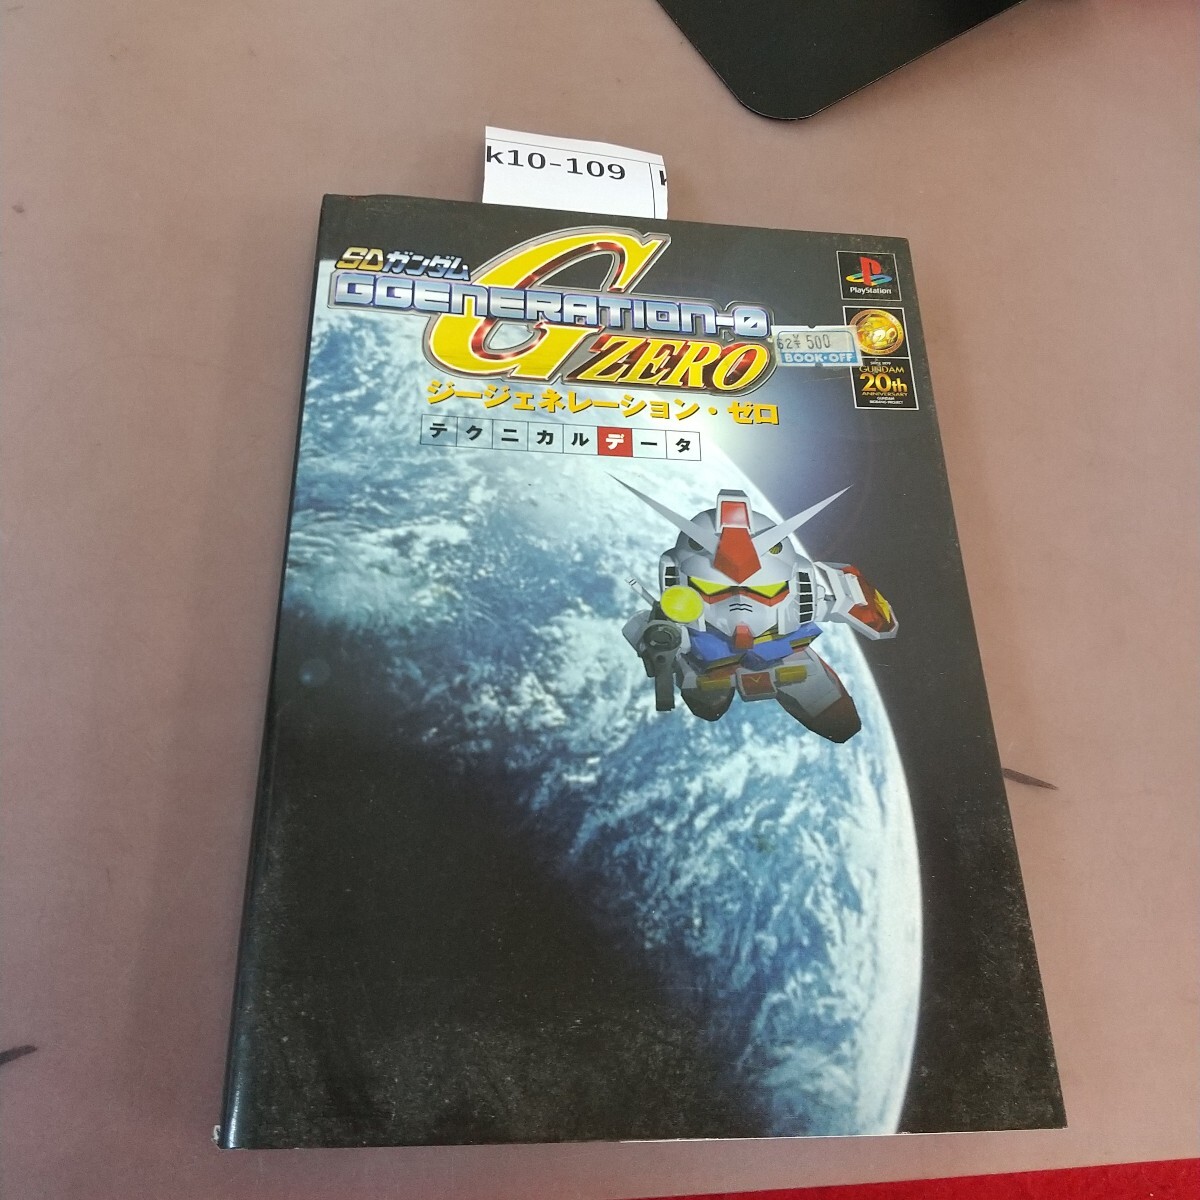 k10-109
SDガンダム
GGENERATION-0
G ZERO
ジージェネレーション・ゼロ
テクニカルデータ
PlayStation
62¥ 500
BOOK・OFF
GUNDAM
20th
ANNIVERSARY